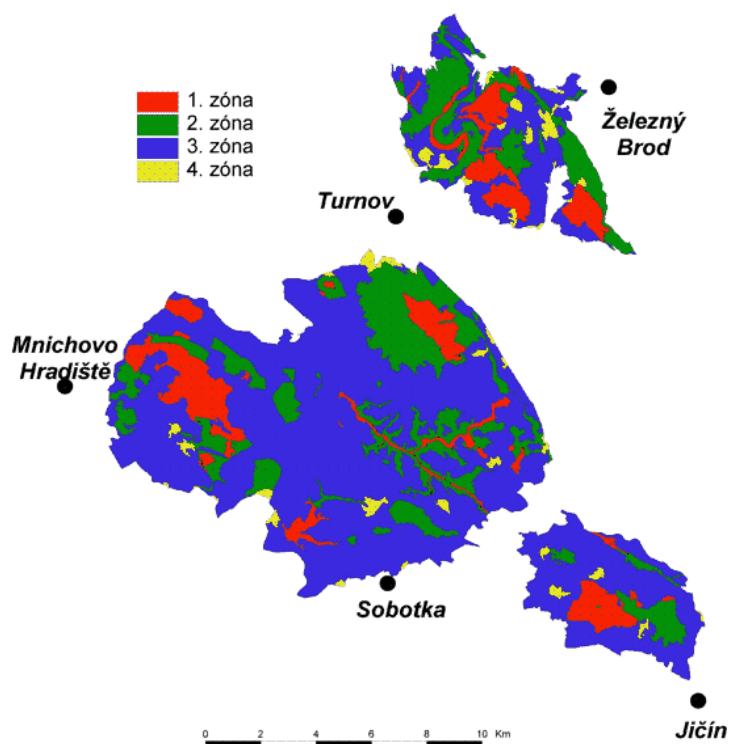 1. zóna
2. zóna
3. zóna
4. zóna
Železný
Brod
Turnov
Mnichovo
Hradiště
Sobotka
Jičín
0 2 4 6 8 10 Km